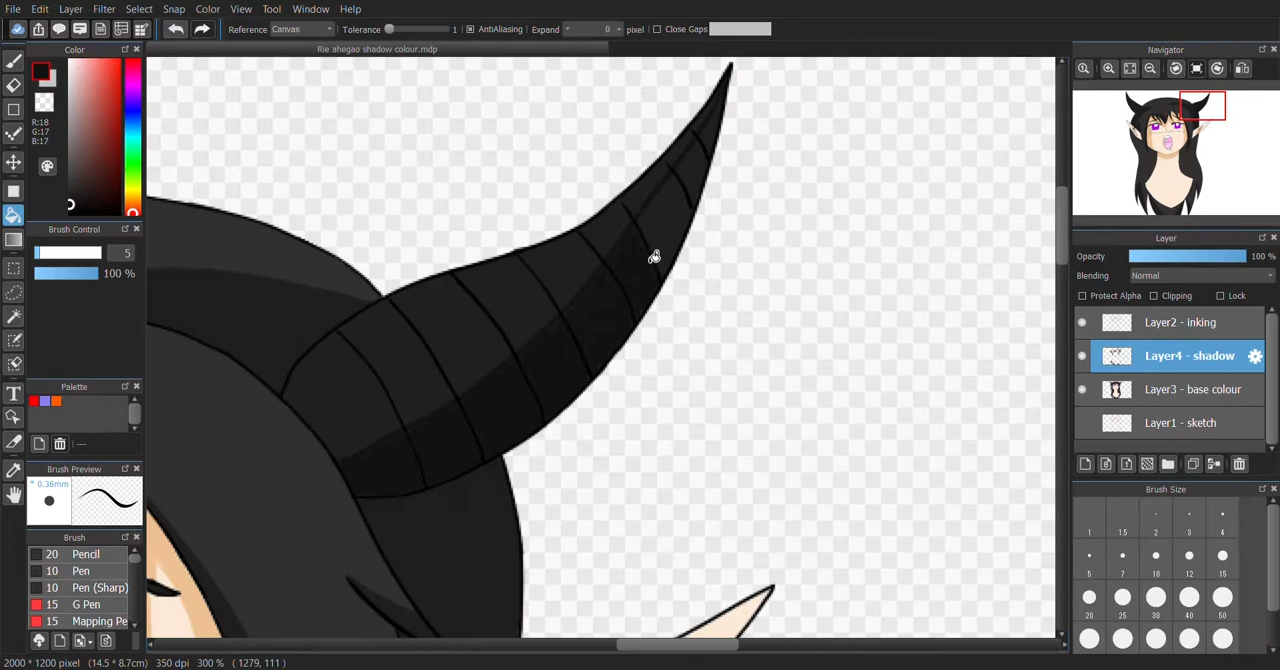 File Edit Layer Filter Select Snap Color View Tool Window Help
Reference Canvas Tolerance 1 AntiAliasing Expand 0 pixel Close Gaps
Rie ahegao shadow colour.mdp
Color
R:18
G:17
B:17
Brush Control
5
100 %
Palette
---
Brush Preview
* 0.36mm
Brush
20 Pencil
10 Pen
10 Pen (Sharp)
15 G Pen
15 Mapping Pe
Navigator
Layer
Opacity 100 %
Blending Normal
Protect Alpha Clipping Lock
Layer2 - inking
Layer4 - shadow
Layer3 - base colour
Layer1 - sketch
Brush Size
1 1.5 2 3 4
5 7 10 12 15
20 25 30 40 50
2000 * 1200 pixel (14.5 * 8.7cm) 350 dpi 300 % ( 1279, 111 )